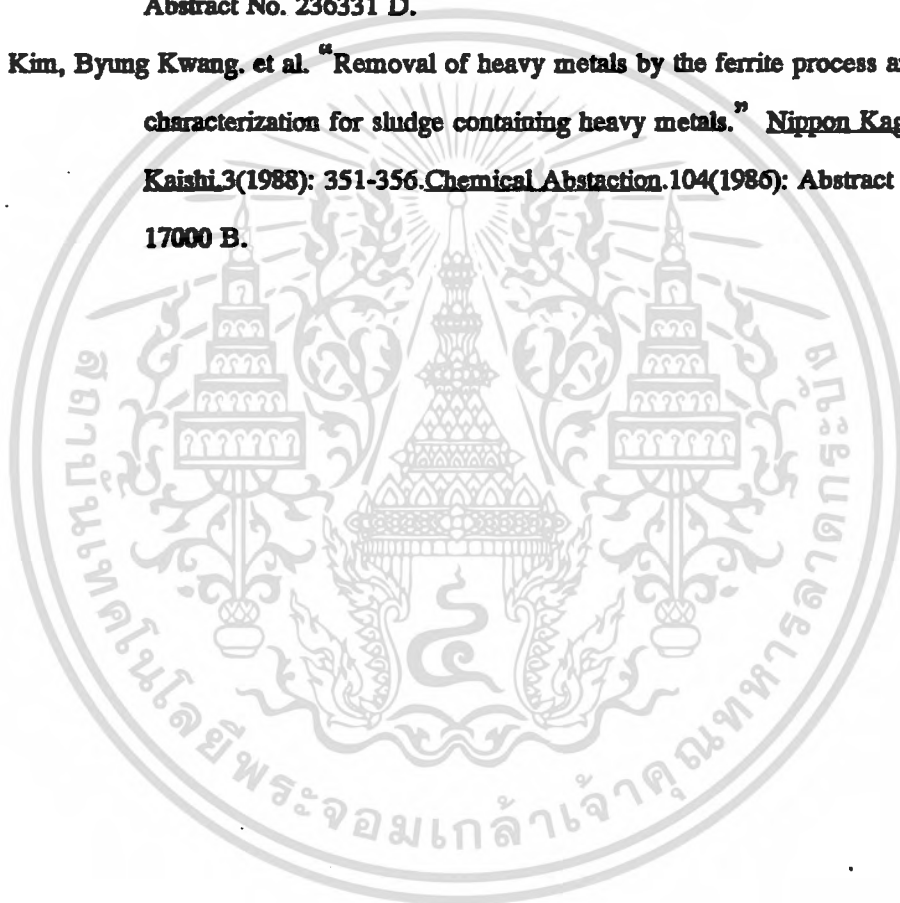 Abstract No. 236331 D.
Kim, Byung Kwang. et al. “Removal of heavy metals by the ferrite process a
characterization for sludge containing heavy metals.” Nippon Kag
Kaishi.3(1988): 351-356.Chemical Abstaction.104(1986): Abstract
17000 B.
สถาบันเทคโนโลยีพระจอมเกล้าเจ้าคุณทหารลาดกระบัง